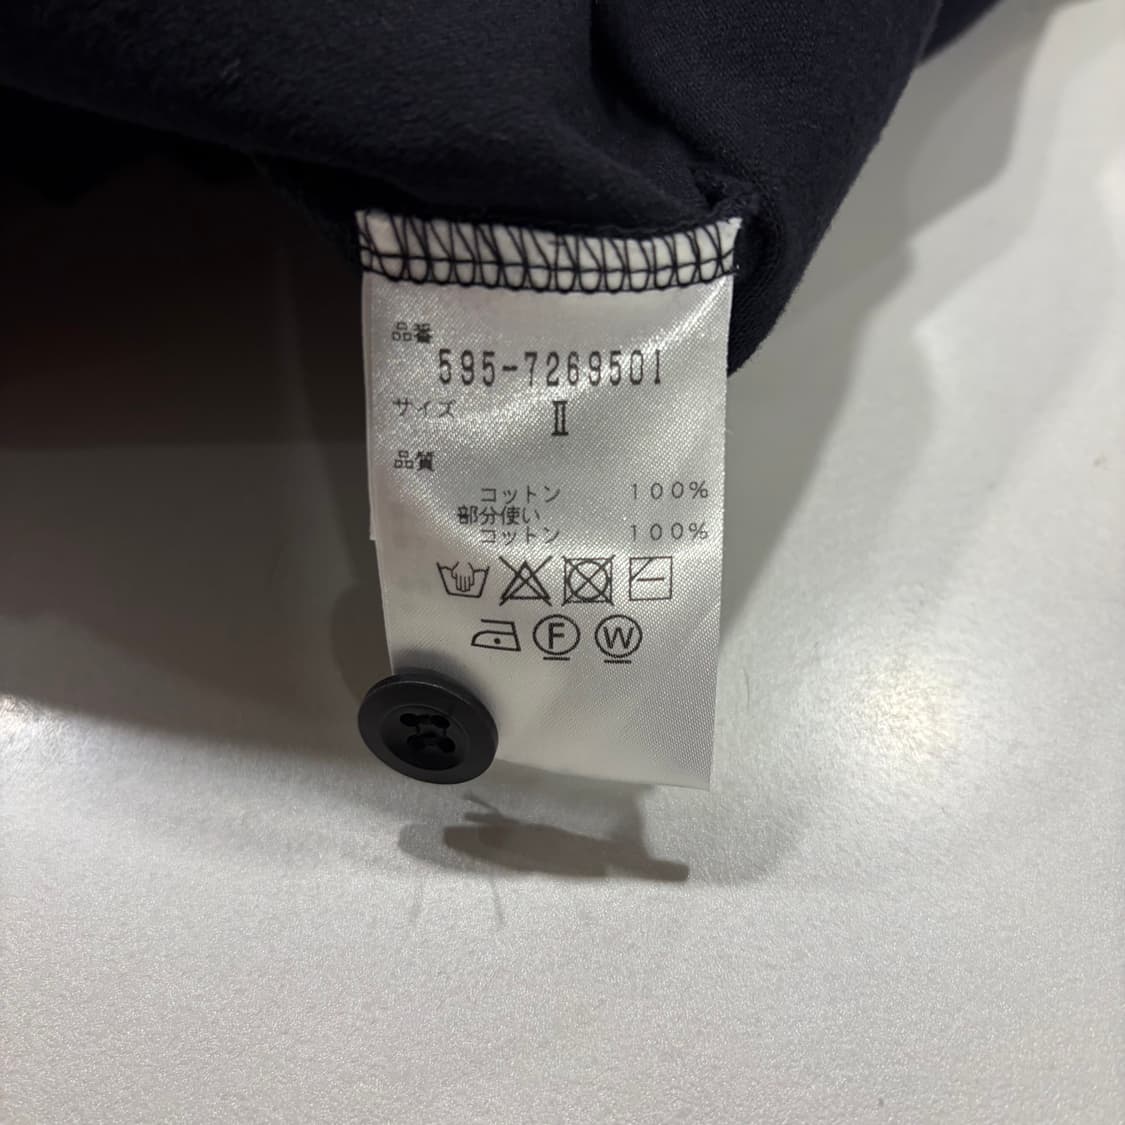 品番
595-7269501
サイズ II
品質
コットン 100%
部分使い
コットン 100%
F W